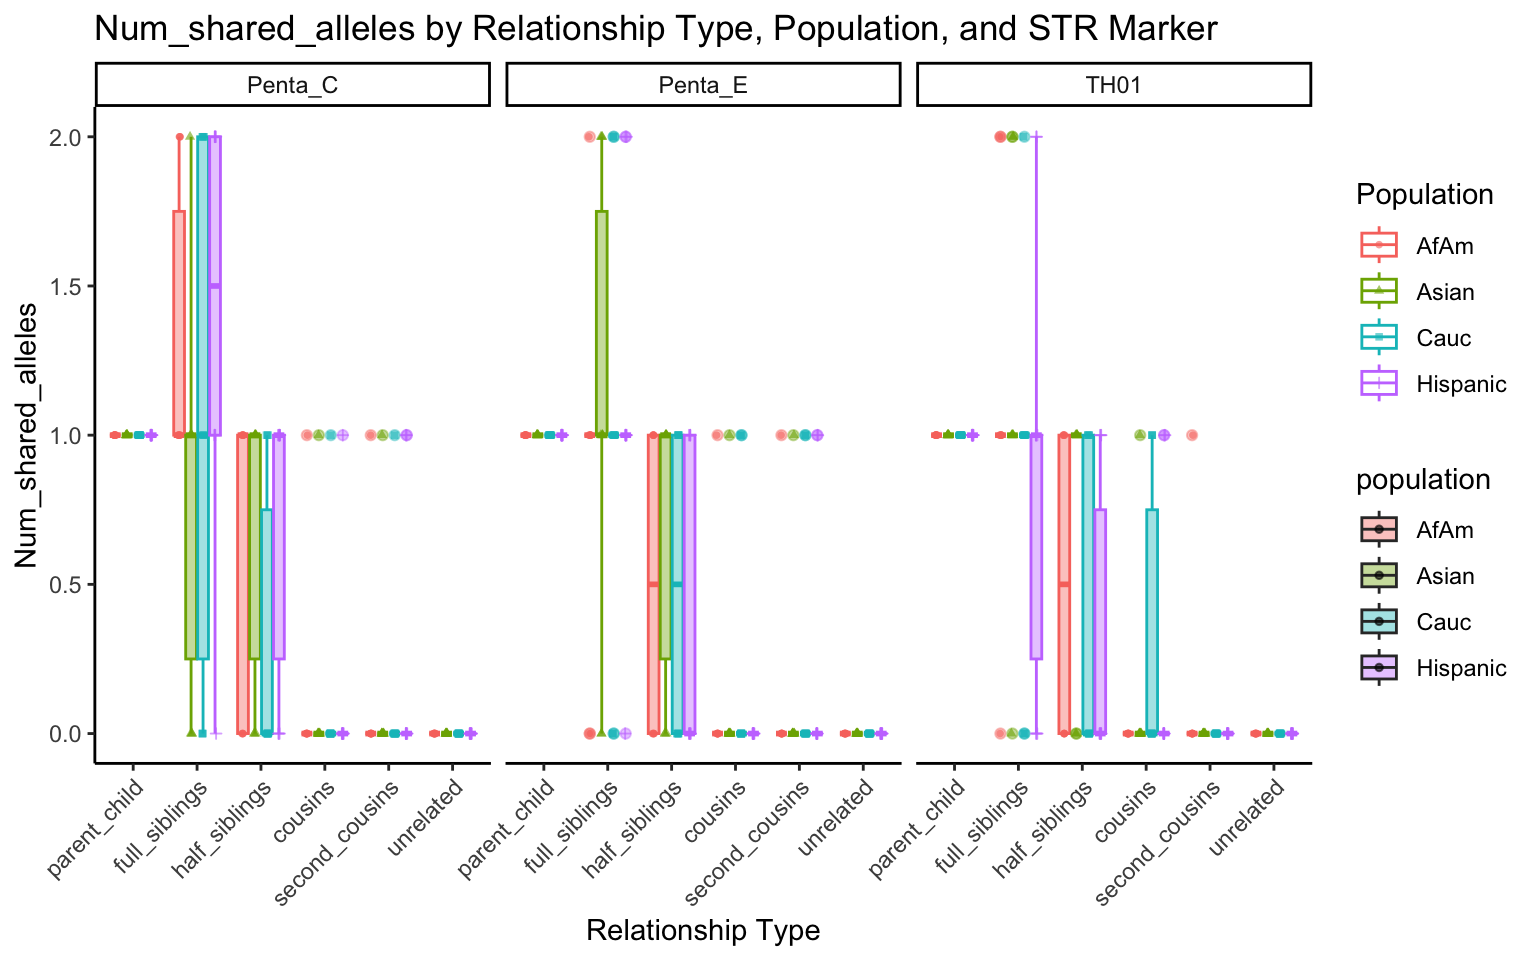 Num_shared_alleles by Relationship Type, Population, and STR Marker
Penta_C
Penta_E
TH01
Num_shared_alleles
2.0
1.5
1.0
0.5
0.0
parent_child
full_siblings
half_siblings
cousins
second_cousins
unrelated
parent_child
full_siblings
half_siblings
cousins
second_cousins
unrelated
parent_child
full_siblings
half_siblings
cousins
second_cousins
unrelated
Relationship Type
Population
AfAm
Asian
Cauc
Hispanic
population
AfAm
Asian
Cauc
Hispanic